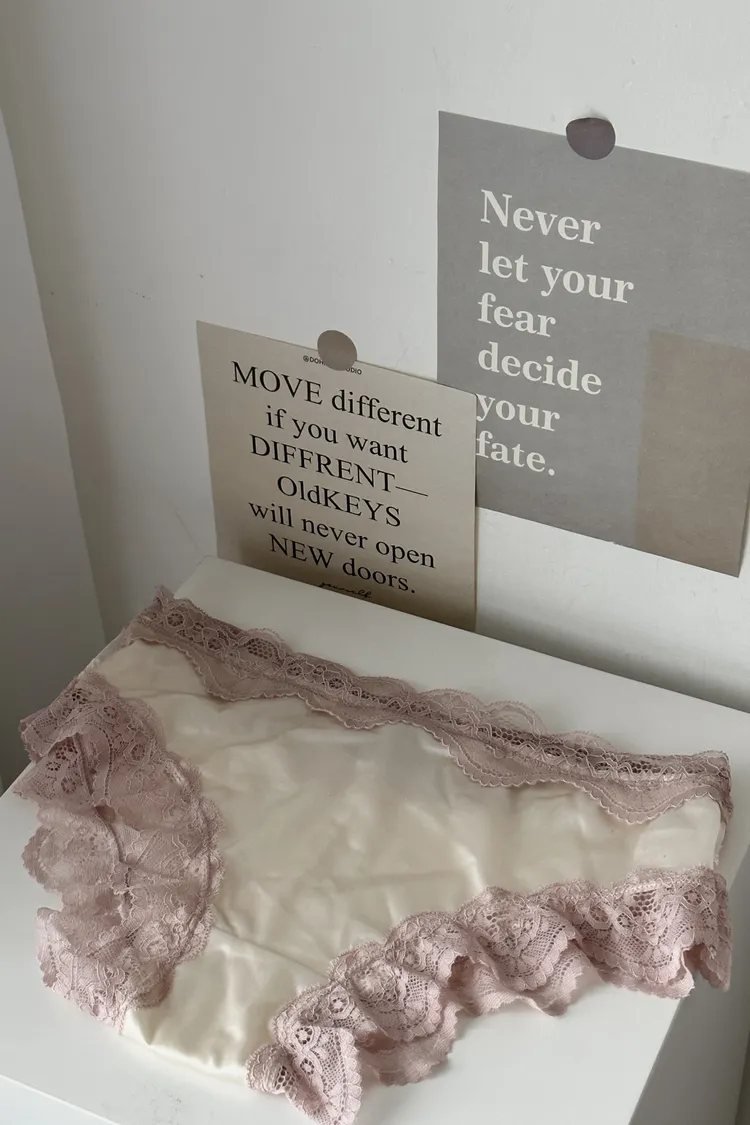 MOVE different
if you want
DIFFRENT—
OldKEYS
will never open
NEW doors.
Never
let your
fear
decide
your
fate.